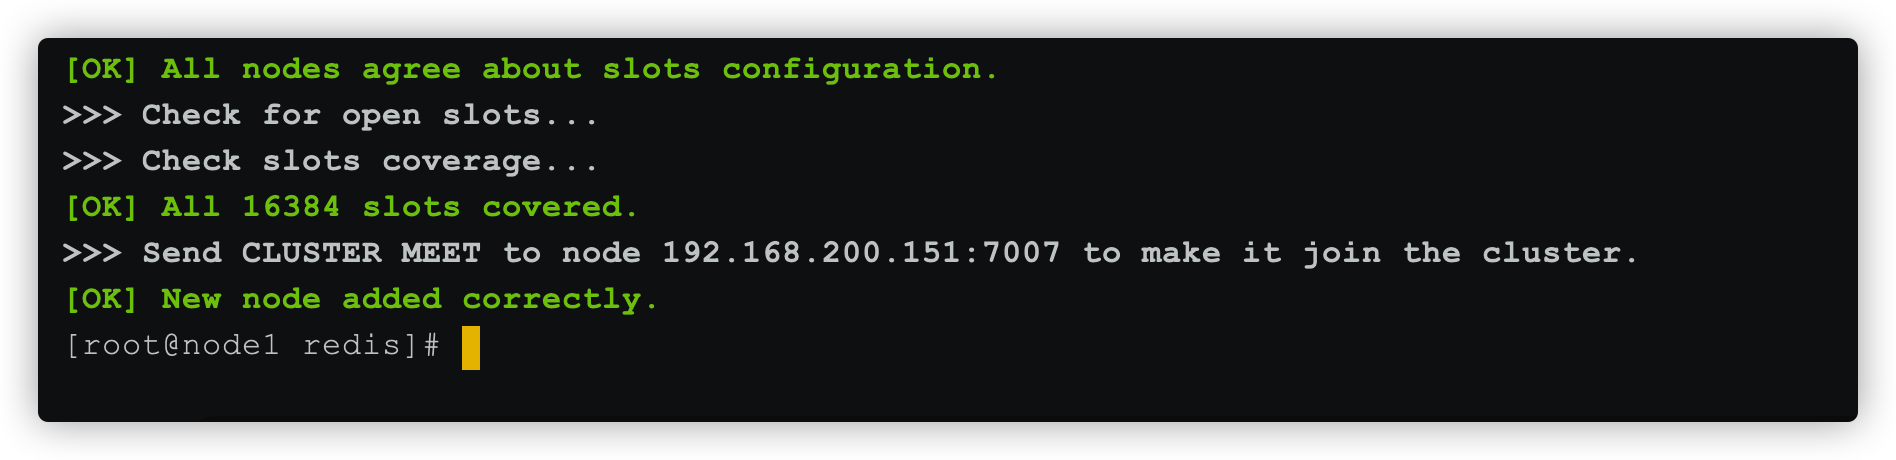 [OK] All nodes agree about slots configuration.
>>> Check for open slots...
>>> Check slots coverage...
[OK] All 16384 slots covered.
>>> Send CLUSTER MEET to node 192.168.200.151:7007 to make it join the cluster.
[OK] New node added correctly.
[root@node1 redis]#